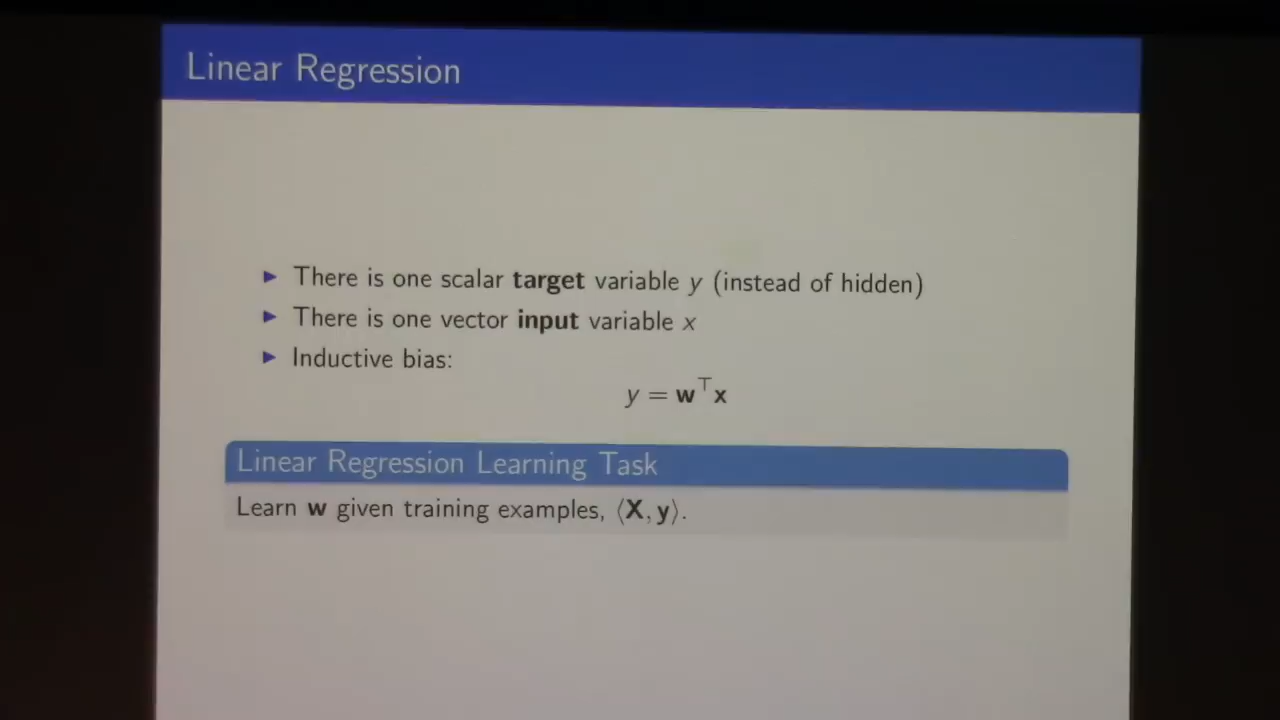 Linear Regression
▶ There is one scalar target variable y (instead of hidden)
▶ There is one vector input variable x
▶ Inductive bias:
y = w⊤x
Linear Regression Learning Task
Learn w given training examples, ⟨X, y⟩.